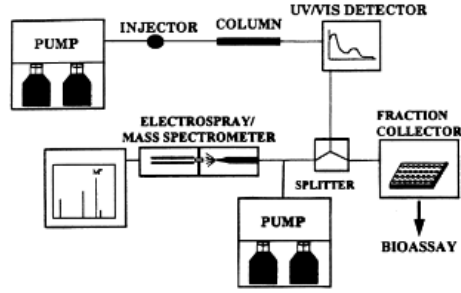 UV/VIS DETECTOR
COLUMN
INJECTOR
PUMP
ELECTROSPRAY/
MASS SPECTROMETER
FRACTION
COLLECTOR
M+
SPLITTER
PUMP
BIOASSAY